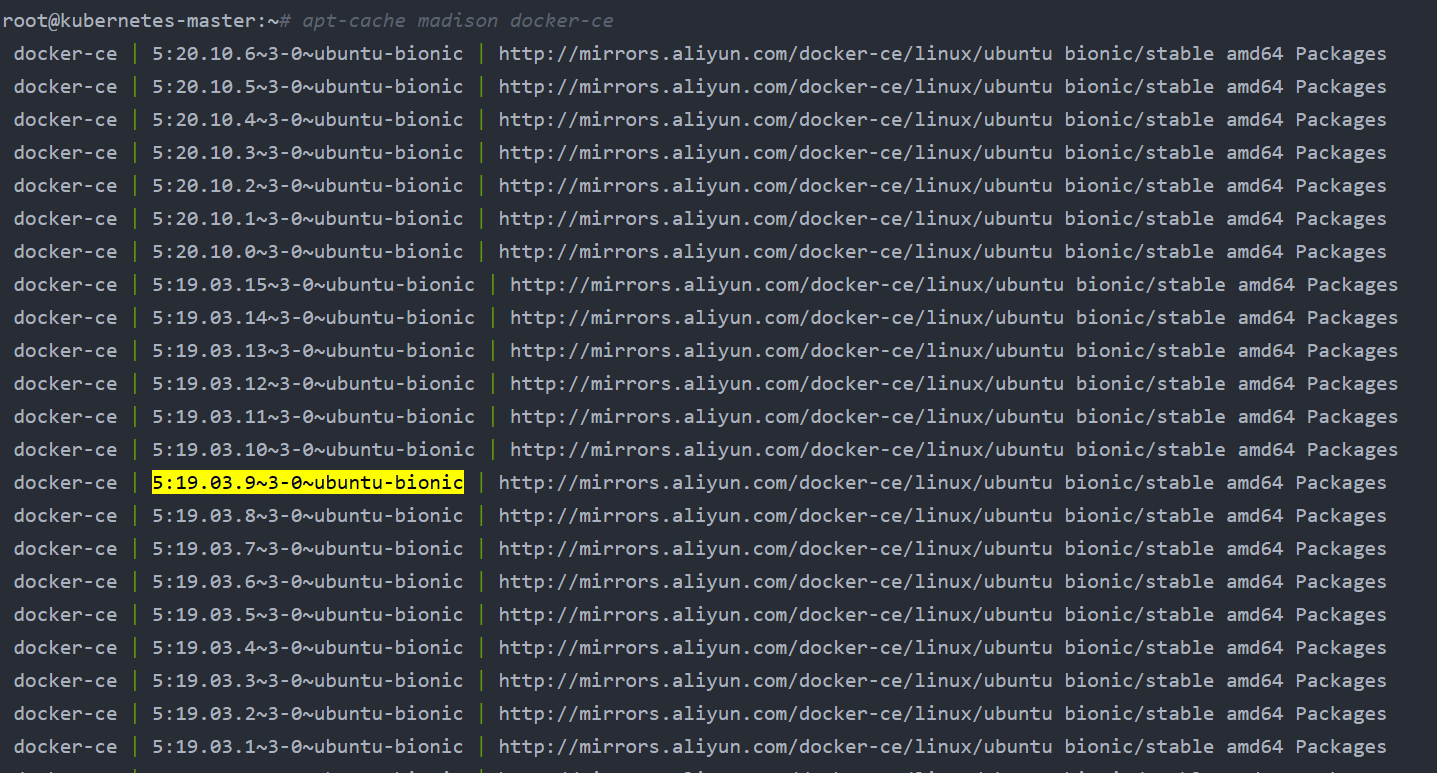 root@kubernetes-master:~# apt-cache madison docker-ce
docker-ce | 5:20.10.6~3-0~ubuntu-bionic | http://mirrors.aliyun.com/docker-ce/linux/ubuntu bionic/stable amd64 Packages
docker-ce | 5:20.10.5~3-0~ubuntu-bionic | http://mirrors.aliyun.com/docker-ce/linux/ubuntu bionic/stable amd64 Packages
docker-ce | 5:20.10.4~3-0~ubuntu-bionic | http://mirrors.aliyun.com/docker-ce/linux/ubuntu bionic/stable amd64 Packages
docker-ce | 5:20.10.3~3-0~ubuntu-bionic | http://mirrors.aliyun.com/docker-ce/linux/ubuntu bionic/stable amd64 Packages
docker-ce | 5:20.10.2~3-0~ubuntu-bionic | http://mirrors.aliyun.com/docker-ce/linux/ubuntu bionic/stable amd64 Packages
docker-ce | 5:20.10.1~3-0~ubuntu-bionic | http://mirrors.aliyun.com/docker-ce/linux/ubuntu bionic/stable amd64 Packages
docker-ce | 5:20.10.0~3-0~ubuntu-bionic | http://mirrors.aliyun.com/docker-ce/linux/ubuntu bionic/stable amd64 Packages
docker-ce | 5:19.03.15~3-0~ubuntu-bionic | http://mirrors.aliyun.com/docker-ce/linux/ubuntu bionic/stable amd64 Packages
docker-ce | 5:19.03.14~3-0~ubuntu-bionic | http://mirrors.aliyun.com/docker-ce/linux/ubuntu bionic/stable amd64 Packages
docker-ce | 5:19.03.13~3-0~ubuntu-bionic | http://mirrors.aliyun.com/docker-ce/linux/ubuntu bionic/stable amd64 Packages
docker-ce | 5:19.03.12~3-0~ubuntu-bionic | http://mirrors.aliyun.com/docker-ce/linux/ubuntu bionic/stable amd64 Packages
docker-ce | 5:19.03.11~3-0~ubuntu-bionic | http://mirrors.aliyun.com/docker-ce/linux/ubuntu bionic/stable amd64 Packages
docker-ce | 5:19.03.10~3-0~ubuntu-bionic | http://mirrors.aliyun.com/docker-ce/linux/ubuntu bionic/stable amd64 Packages
docker-ce | 5:19.03.9~3-0~ubuntu-bionic | http://mirrors.aliyun.com/docker-ce/linux/ubuntu bionic/stable amd64 Packages
docker-ce | 5:19.03.8~3-0~ubuntu-bionic | http://mirrors.aliyun.com/docker-ce/linux/ubuntu bionic/stable amd64 Packages
docker-ce | 5:19.03.7~3-0~ubuntu-bionic | http://mirrors.aliyun.com/docker-ce/linux/ubuntu bionic/stable amd64 Packages
docker-ce | 5:19.03.6~3-0~ubuntu-bionic | http://mirrors.aliyun.com/docker-ce/linux/ubuntu bionic/stable amd64 Packages
docker-ce | 5:19.03.5~3-0~ubuntu-bionic | http://mirrors.aliyun.com/docker-ce/linux/ubuntu bionic/stable amd64 Packages
docker-ce | 5:19.03.4~3-0~ubuntu-bionic | http://mirrors.aliyun.com/docker-ce/linux/ubuntu bionic/stable amd64 Packages
docker-ce | 5:19.03.3~3-0~ubuntu-bionic | http://mirrors.aliyun.com/docker-ce/linux/ubuntu bionic/stable amd64 Packages
docker-ce | 5:19.03.2~3-0~ubuntu-bionic | http://mirrors.aliyun.com/docker-ce/linux/ubuntu bionic/stable amd64 Packages
docker-ce | 5:19.03.1~3-0~ubuntu-bionic | http://mirrors.aliyun.com/docker-ce/linux/ubuntu bionic/stable amd64 Packages